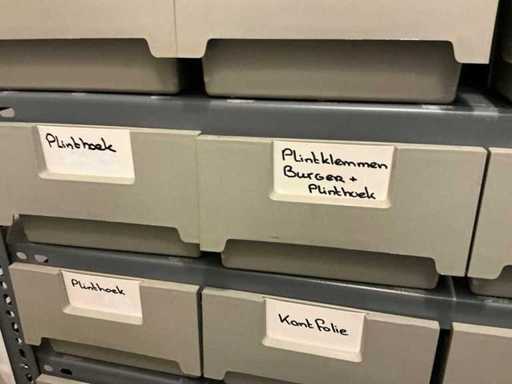 Plinthoek
Plintklemmen
Burger +
Plinthoek
Plinthoek
Kantfolie